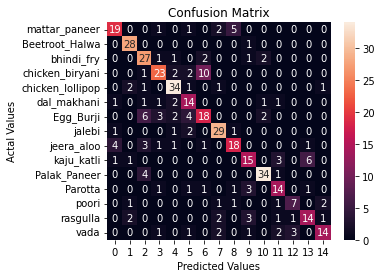 Confusion Matrix
mattar_paneer 19 0 0 1 0 1 0 2 5 0 0 0 0 0 0
Beetroot_Halwa 0 28 0 0 0 0 0 0 0 1 0 0 0 0 0
bhindi_fry 0 0 27 1 1 0 2 0 0 1 2 0 0 0 0
chicken_biryani 0 0 1 23 2 2 10 0 0 0 0 0 0 0 0
chicken_lollipop 0 2 1 0 34 1 0 0 0 0 0 0 0 0 1
dal_makhani 1 0 0 1 2 14 0 0 0 0 1 1 0 0 0
Egg_Burji 0 0 6 3 2 4 18 0 0 0 2 0 0 0 0
jalebi 0 0 0 0 1 2 0 29 1 0 0 0 0 0 0
jeera_aloo 4 0 3 0 0 1 1 2 18 0 0 0 0 0 0
kaju_katli 1 1 0 0 0 0 0 0 0 15 0 3 0 6 0
Palak_Paneer 0 0 4 0 0 0 0 0 0 1 34 1 0 0 0
Parotta 0 0 0 0 1 1 0 1 1 3 1 14 0 1 0
poori 0 1 0 0 0 1 0 2 0 0 1 1 7 0 2
rasgulla 0 2 0 0 0 0 0 2 0 3 0 1 1 14 1
vada 0 0 0 0 1 0 0 0 0 0 0 2 3 0 14
0 1 2 3 4 5 6 7 8 9 10 11 12 13 14
Predicted Values
Actal Values
30
25
20
15
10
5
0